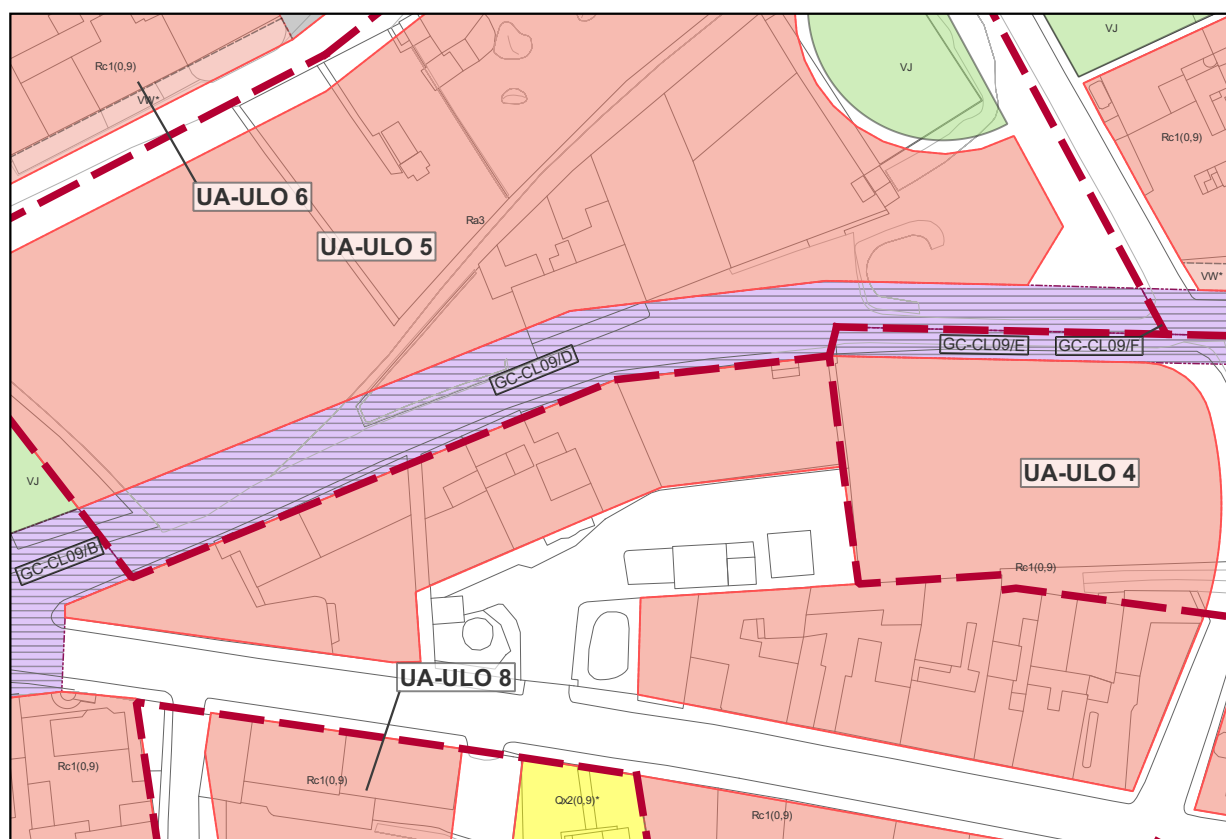 VJ
VJ
Rc1(0,9)
VW*
Rc1(0,9)
UA-ULO 6
Ra3
UA-ULO 5
VW*
GC-CL09/E
GC-CL09/F
GC-CL09/D
UA-ULO 4
VJ
GC-CL09/B
Rc1(0,9)
UA-ULO 8
Rc1(0,9)
Rc1(0,9)
Qx2(0,9)*
Rc1(0,9)